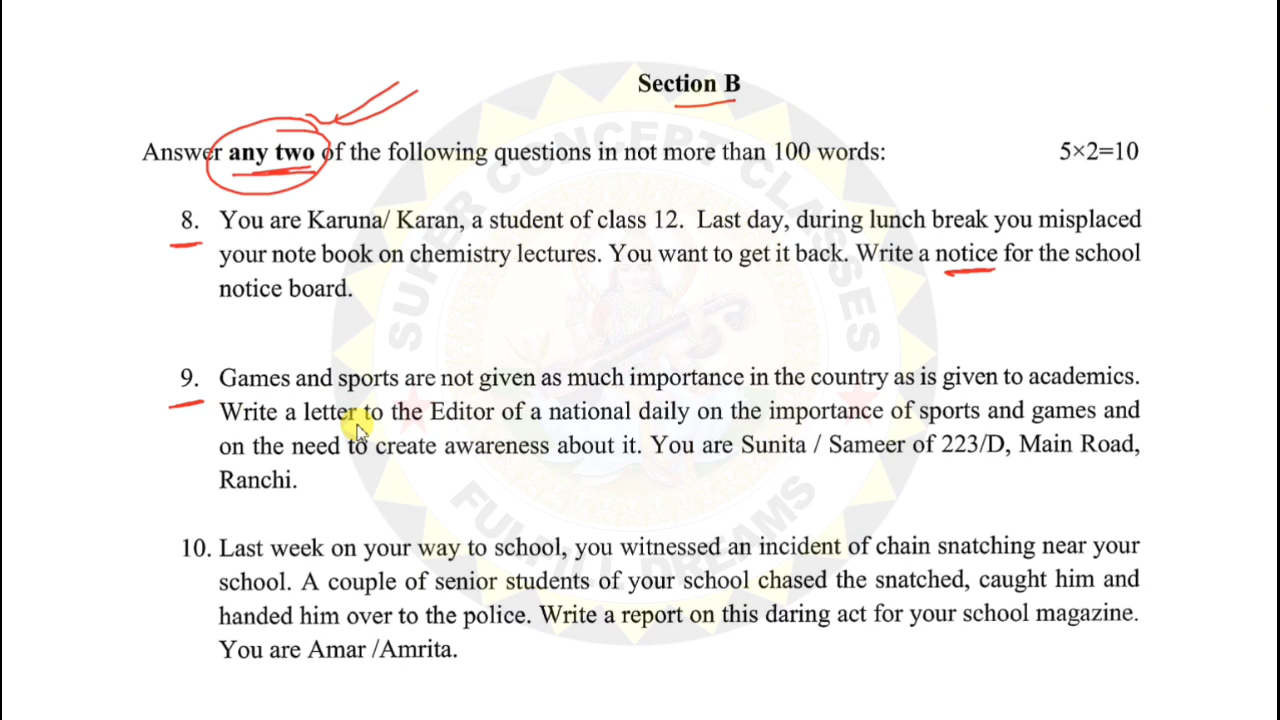 Section B
Answer any two of the following questions in not more than 100 words: 5×2=10
8. You are Karuna/ Karan, a student of class 12. Last day, during lunch break you misplaced
your note book on chemistry lectures. You want to get it back. Write a notice for the school
notice board.
9. Games and sports are not given as much importance in the country as is given to academics.
Write a letter to the Editor of a national daily on the importance of sports and games and
on the need to create awareness about it. You are Sunita / Sameer of 223/D, Main Road,
Ranchi.
10. Last week on your way to school, you witnessed an incident of chain snatching near your
school. A couple of senior students of your school chased the snatched, caught him and
handed him over to the police. Write a report on this daring act for your school magazine.
You are Amar /Amrita.
SUPER CONCEPT CLASSES
FULFILL DREAMS